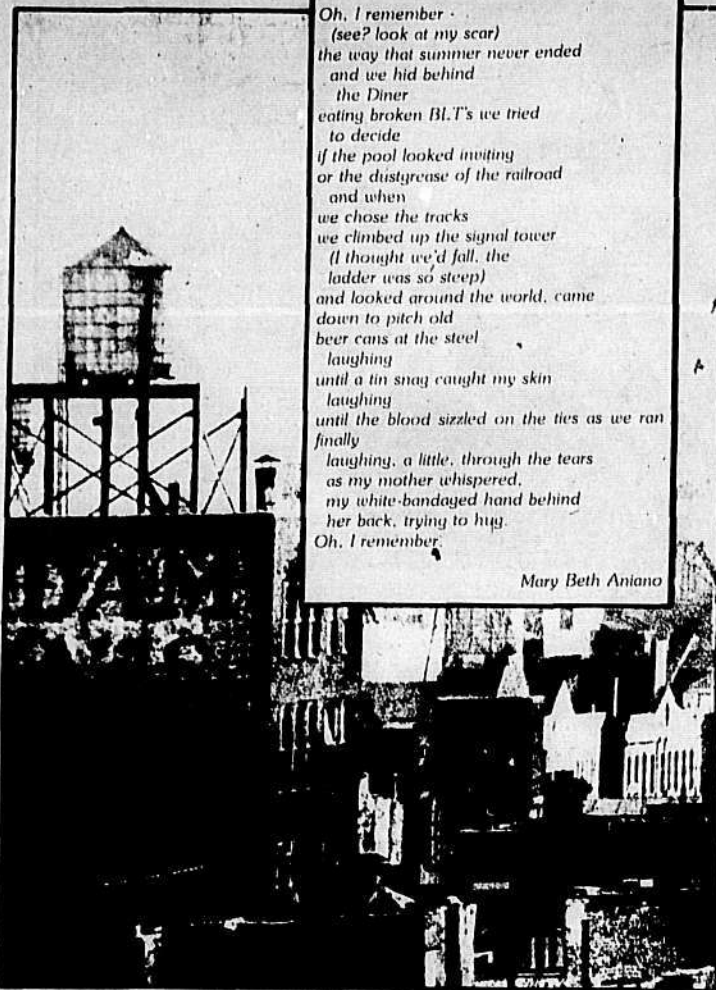 Oh, I remember -
(see? look at my scar)
the way that summer never ended
and we hid behind
the Diner
eating broken BLT's we tried
to decide
if the pool looked inviting
or the dustygrease of the railroad
and when
we chose the tracks
we climbed up the signal tower
(I thought we'd fall, the
ladder was so steep)
and looked around the world, came
down to pitch old
beer cans at the steel
laughing
until a tin snag caught my skin
laughing
until the blood sizzled on the ties as we ran
finally
laughing, a little, through the tears
as my mother whispered,
my white-bandaged hand behind
her back, trying to hug.
Oh, I remember.
Mary Beth Aniano